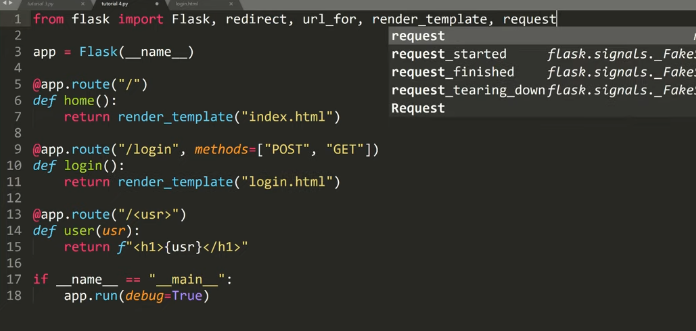 tutorial 1.py
tutorial 4.py
login.html
1 from flask import Flask, redirect, url_for, render_template, request
request
request_started flask.signals._Fake
request_finished flask.signals._Fake
request_tearing_down flask.signals._Fake
Request
2
3 app = Flask(__name__)
4
5 @app.route("/")
6 def home():
7 return render_template("index.html")
8
9 @app.route("/login", methods=["POST", "GET"])
10 def login():
11 return render_template("login.html")
12
13 @app.route("/<usr>")
14 def user(usr):
15 return f"<h1>{usr}</h1>"
16
17 if __name__ == "__main__":
18 app.run(debug=True)